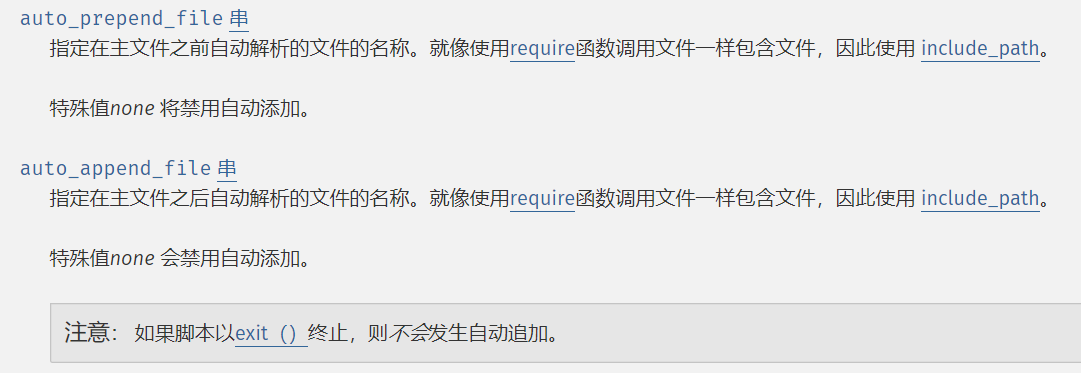 auto_prepend_file 串
指定在主文件之前自动解析的文件的名称。就像使用require函数调用文件一样包含文件，因此使用 include_path。
特殊值none 将禁用自动添加。
auto_append_file 串
指定在主文件之后自动解析的文件的名称。就像使用require函数调用文件一样包含文件，因此使用 include_path。
特殊值none 会禁用自动添加。
注意： 如果脚本以exit（）终止，则不会发生自动追加。